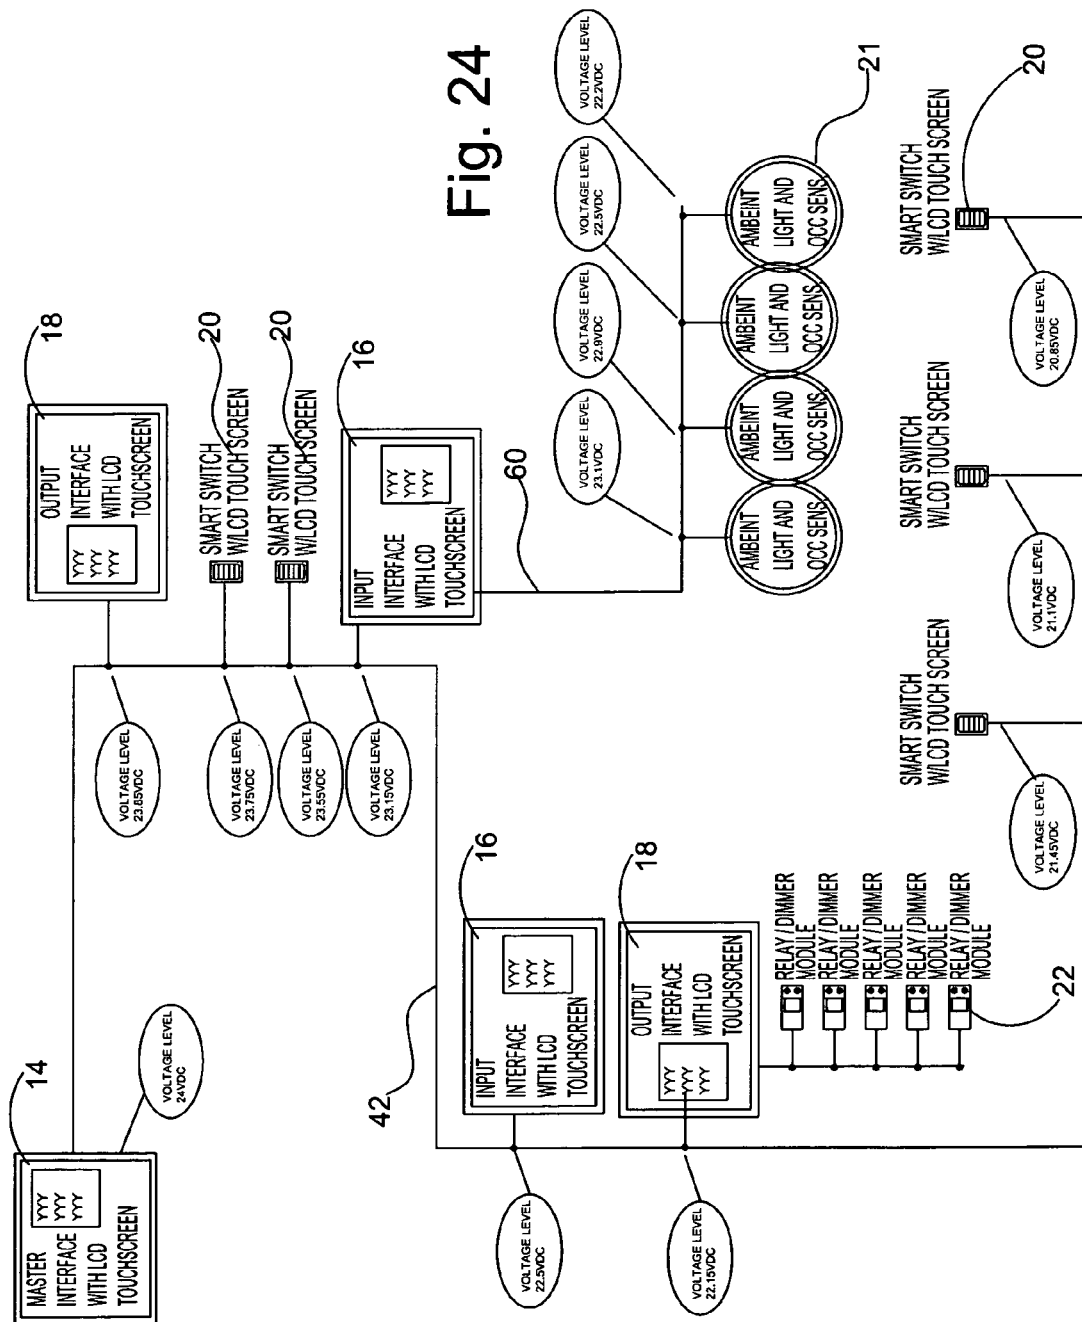 Fig. 24
14
MASTER
INTERFACE
WITH LCD
TOUCHSCREEN
YYY
YYY
YYY
VOLTAGE LEVEL
24VDC
18
OUTPUT
INTERFACE
WITH LCD
TOUCHSCREEN
YYY
YYY
YYY
VOLTAGE LEVEL
23.85VDC
20
SMART SWITCH
W/LCD TOUCH SCREEN
VOLTAGE LEVEL
23.75VDC
20
SMART SWITCH
W/LCD TOUCH SCREEN
VOLTAGE LEVEL
23.55VDC
16
INPUT
INTERFACE
WITH LCD
TOUCHSCREEN
YYY
YYY
YYY
VOLTAGE LEVEL
23.15VDC
60
VOLTAGE LEVEL
23.1VDC
VOLTAGE LEVEL
22.9VDC
VOLTAGE LEVEL
22.5VDC
VOLTAGE LEVEL
22.2VDC
AMBEINT
LIGHT AND
OCC SENS
AMBEINT
LIGHT AND
OCC SENS
AMBEINT
LIGHT AND
OCC SENS
AMBEINT
LIGHT AND
OCC SENS
21
42
16
INPUT
INTERFACE
WITH LCD
TOUCHSCREEN
YYY
YYY
YYY
VOLTAGE LEVEL
22.5VDC
18
OUTPUT
INTERFACE
WITH LCD
TOUCHSCREEN
YYY
YYY
YYY
VOLTAGE LEVEL
22.15VDC
RELAY / DIMMER
MODULE
RELAY / DIMMER
MODULE
RELAY / DIMMER
MODULE
RELAY / DIMMER
MODULE
RELAY / DIMMER
MODULE
22
SMART SWITCH
W/LCD TOUCH SCREEN
VOLTAGE LEVEL
21.45VDC
SMART SWITCH
W/LCD TOUCH SCREEN
VOLTAGE LEVEL
21.1VDC
SMART SWITCH
W/LCD TOUCH SCREEN
20
VOLTAGE LEVEL
20.85VDC